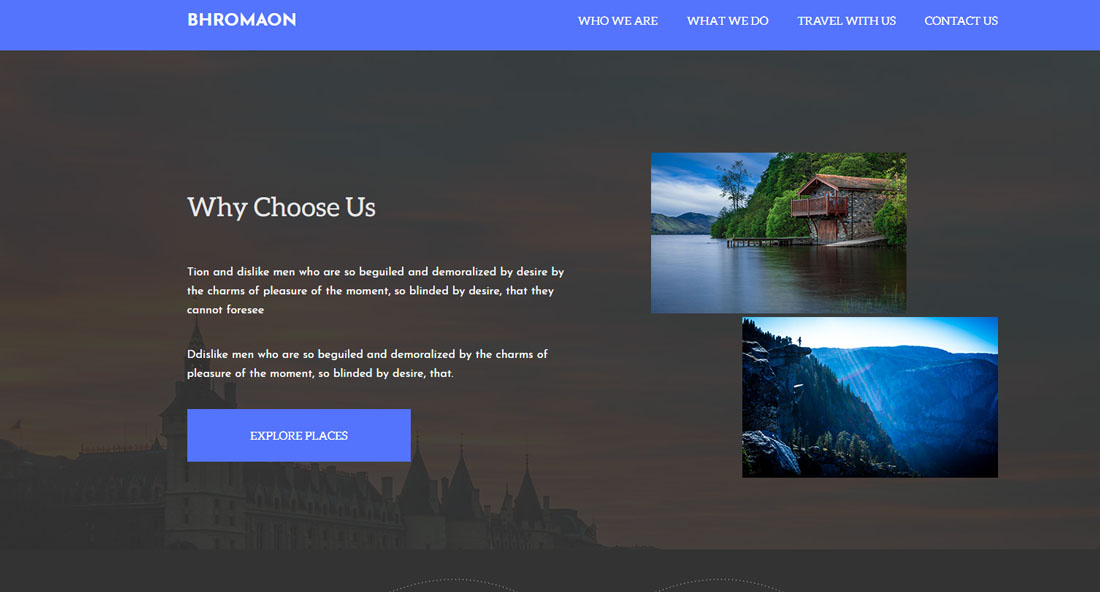 BHROMAON
WHO WE ARE
WHAT WE DO
TRAVEL WITH US
CONTACT US
Why Choose Us
Tion and dislike men who are so beguiled and demoralized by desire by
the charms of pleasure of the moment, so blinded by desire, that they
cannot foresee
Ddislike men who are so beguiled and demoralized by the charms of
pleasure of the moment, so blinded by desire, that.
EXPLORE PLACES